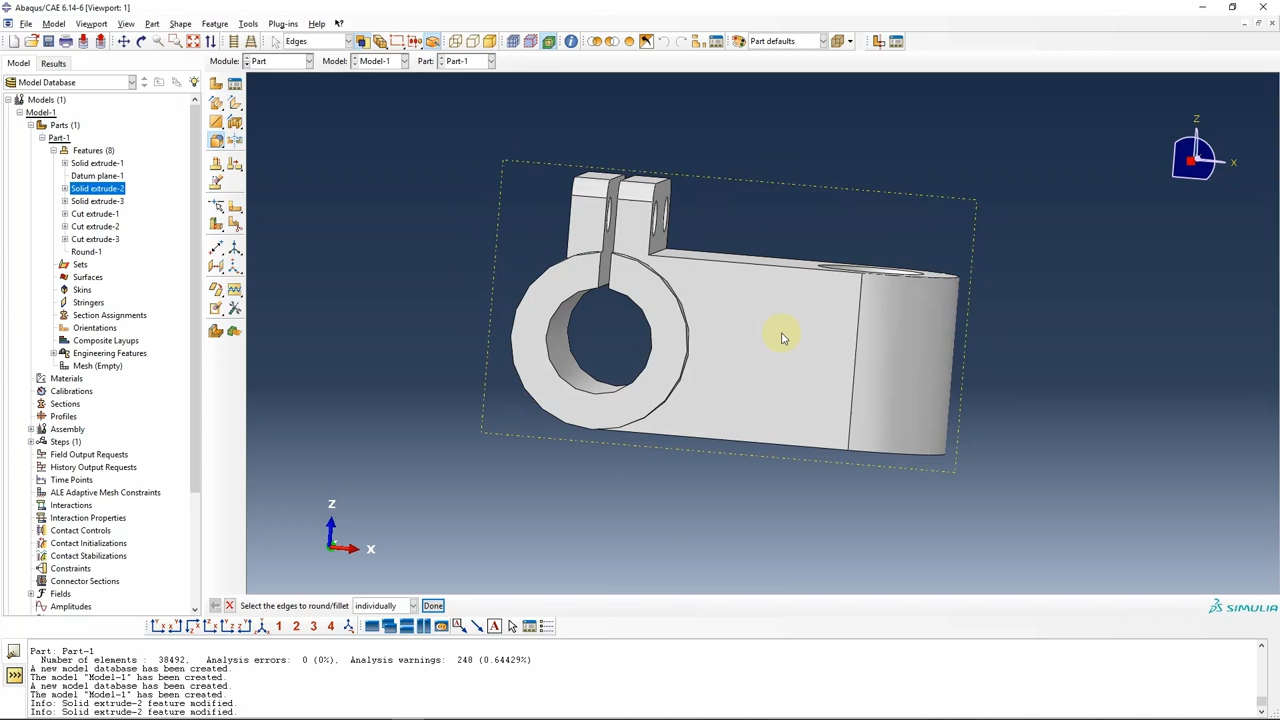 Abaqus/CAE 6.14-6 [Viewport: 1]
File Model Viewport View Part Shape Feature Tools Plug-ins Help
Edges Part defaults
Model Results Module: Part Model: Model-1 Part: Part-1
Model Database
Models (1)
Model-1
Parts (1)
Part-1
Features (8)
Solid extrude-1
Datum plane-1
Solid extrude-2
Solid extrude-3
Cut extrude-1
Cut extrude-2
Cut extrude-3
Round-1
Sets
Surfaces
Skins
Stringers
Section Assignments
Orientations
Composite Layups
Engineering Features
Mesh (Empty)
Materials
Calibrations
Sections
Profiles
Assembly
Steps (1)
Field Output Requests
History Output Requests
Time Points
ALE Adaptive Mesh Constraints
Interactions
Interaction Properties
Contact Controls
Contact Initializations
Contact Stabilizations
Constraints
Connector Sections
Fields
Amplitudes
Z
X
Z
X
Select the edges to round/fillet individually Done
SIMULIA
1 2 3 4 A
Part: Part-1
Number of elements : 38492, Analysis errors: 0 (0%), Analysis warnings: 248 (0.64429%)
A new model database has been created.
The model "Model-1" has been created.
A new model database has been created.
The model "Model-1" has been created.
Info: Solid extrude-2 feature modified.
Info: Solid extrude-2 feature modified.